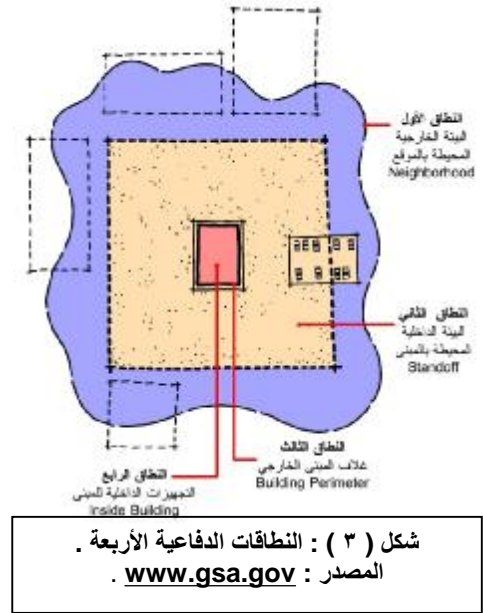 النطاق الأول
البيئة الخارجية
المحيطة بالموقع
Neighborhood
النطاق الثاني
البيئة الداخلية
المحيطة بالمبنى
Standoff
النطاق الثالث
غلاف المبنى الخارجي
Building Perimeter
النطاق الرابع
التجهيزات الداخلية للمبنى
Inside Building
شكل ( ٣ ) : النطاقات الدفاعية الأربعة .
المصدر : www.gsa.gov .